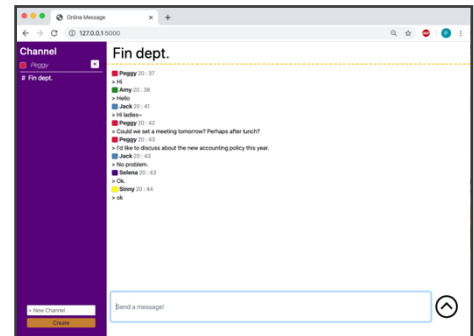 Online Message
127.0.0.1:5000
Channel
Peggy
# Fin dept.
+ New Channel
Create
Fin dept.
Peggy 20 : 37
> Hi
Amy 20 : 38
> Hello
Jack 20 : 41
> Hi ladies~
Peggy 20 : 42
> Could we set a meeting tomorrow? Perhaps after lunch?
Peggy 20 : 43
> I'd like to discuss about the new accounting policy this year.
Jack 20 : 43
> No problem.
Selena 20 : 43
> Ok.
Sinny 20 : 44
> ok
Send a message!